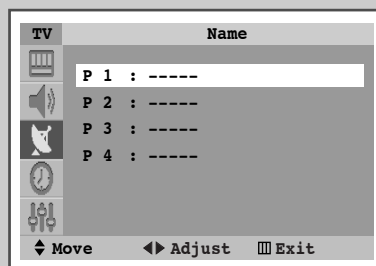 TV Name
P 1 : -----
P 2 : -----
P 3 : -----
P 4 : -----
Move Adjust Exit